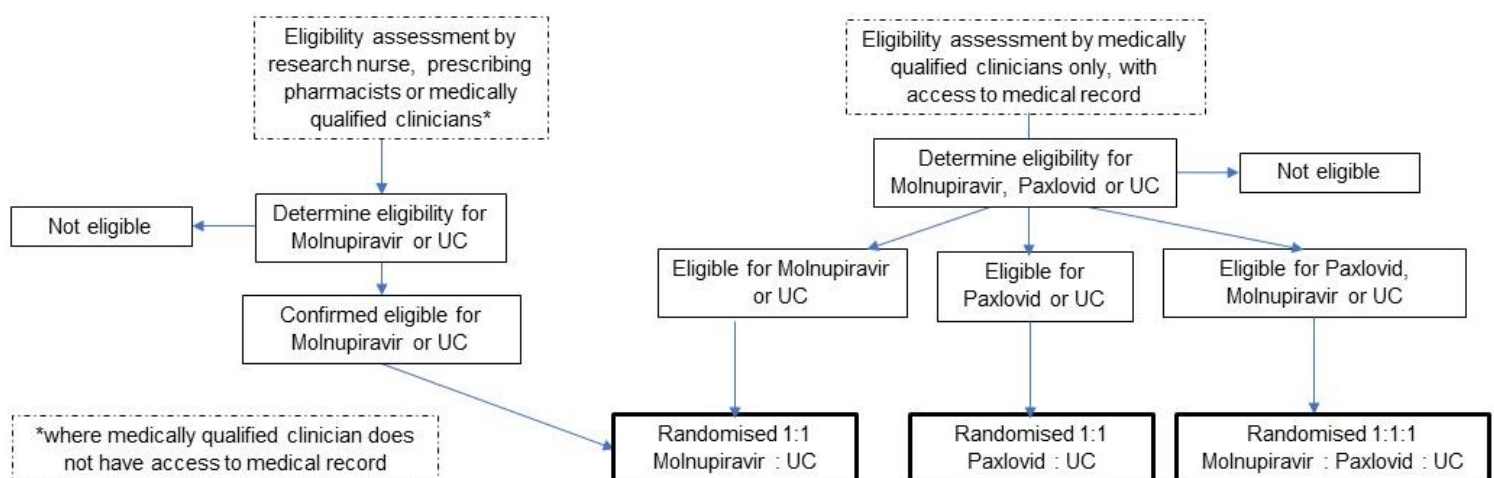 Eligibility assessment by
research nurse, prescribing
pharmacists or medically
qualified clinicians*
Eligibility assessment by medically
qualified clinicians only, with
access to medical record
Determine eligibility for
Molnupiravir, Paxlovid or UC
Not eligible
Not eligible
Determine eligibility for
Molnupiravir or UC
Eligible for Molnupiravir
or UC
Eligible for
Paxlovid or UC
Eligible for Paxlovid,
Molnupiravir or UC
Confirmed eligible for
Molnupiravir or UC
*where medically qualified clinician does
not have access to medical record
Randomised 1:1
Molnupiravir : UC
Randomised 1:1
Paxlovid : UC
Randomised 1:1:1
Molnupiravir : Paxlovid : UC